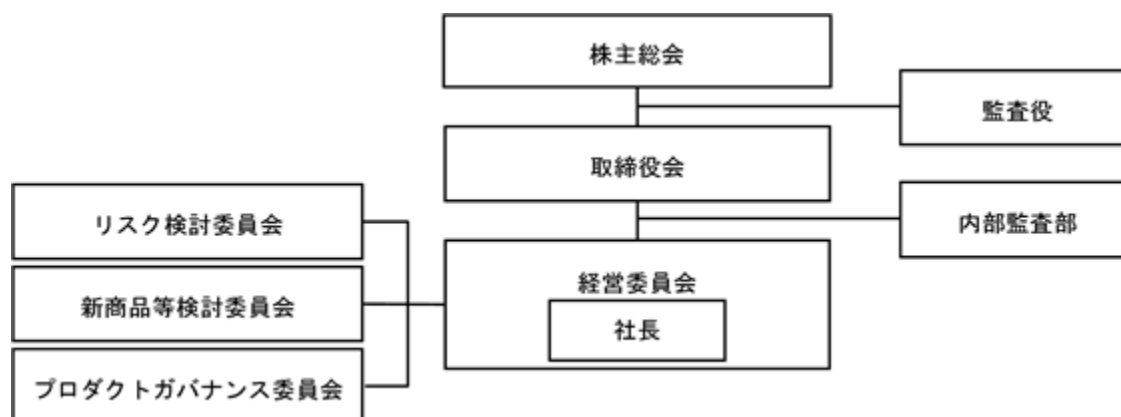 株主総会
監査役
取締役会
内部監査部
リスク検討委員会
経営委員会
新商品等検討委員会
社長
プロダクトガバナンス委員会